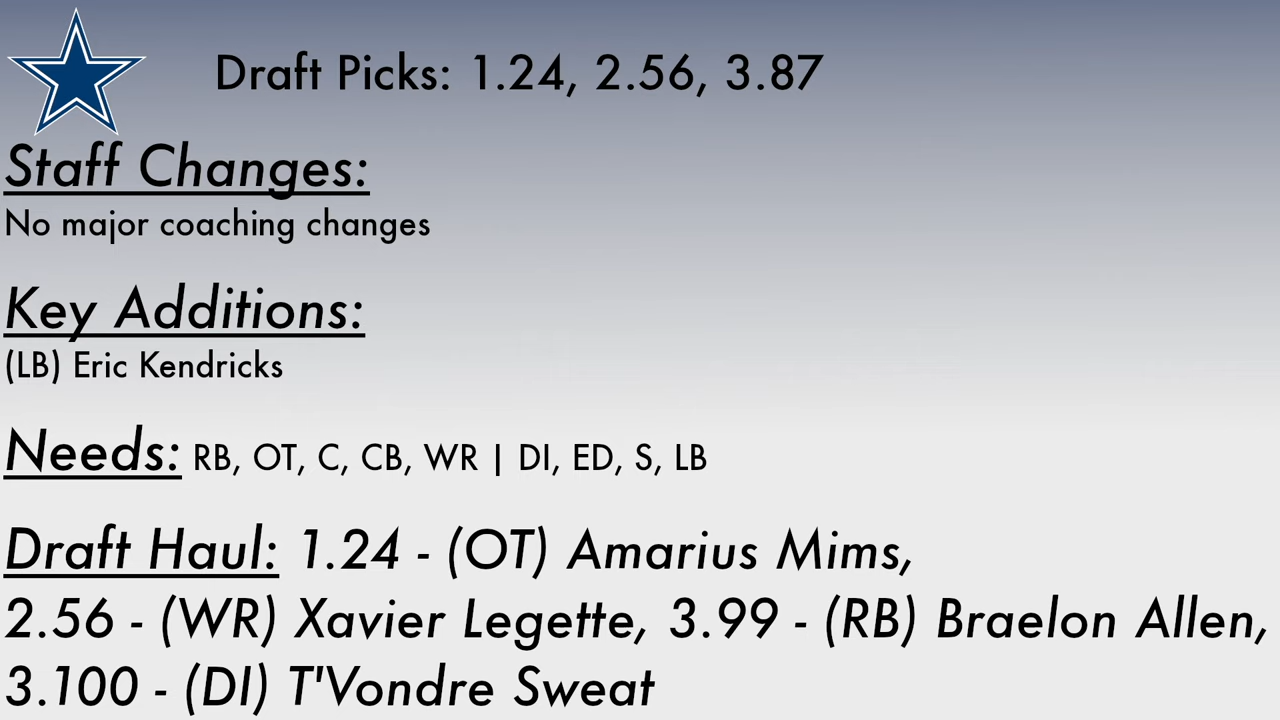 Draft Picks: 1.24, 2.56, 3.87
Staff Changes:
No major coaching changes
Key Additions:
(LB) Eric Kendricks
Needs: RB, OT, C, CB, WR | DI, ED, S, LB
Draft Haul: 1.24 - (OT) Amarius Mims,
2.56 - (WR) Xavier Legette, 3.99 - (RB) Braelon Allen,
3.100 - (DI) T'Vondre Sweat